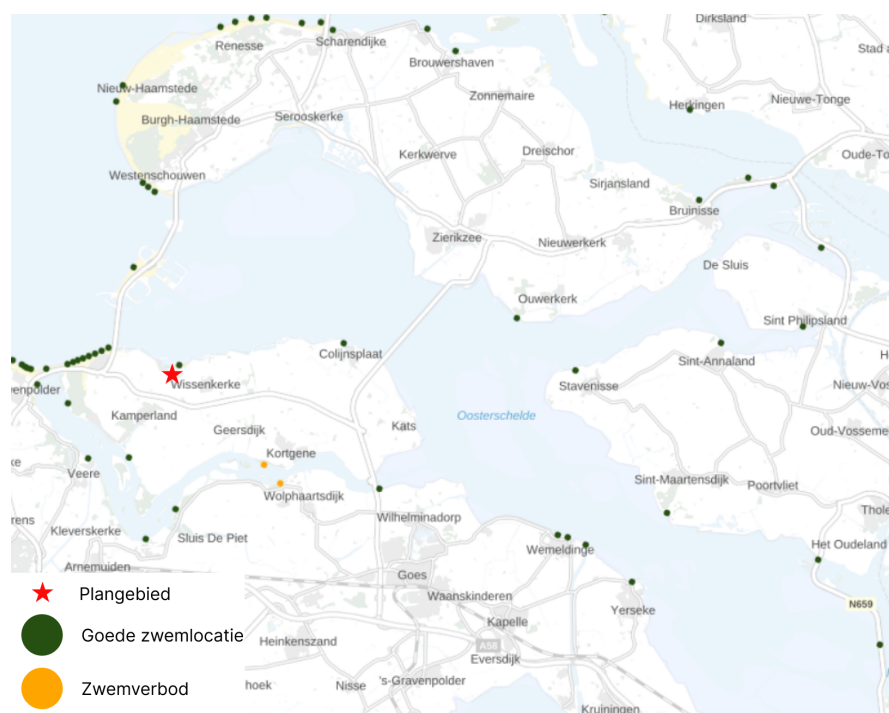 Dirksland
Renesse
Scharendijke
Stad
Brouwershaven
Nieuw-Haamstede
Zonnemaire
Herkingen
Nieuwe-Tonge
Burgh-Haamstede
Serooskerke
Kerkwerve
Dreischor
Oude-To
Westenschouwen
Sirjansland
Bruinisse
Zierikzee
Nieuwerkerk
De Sluis
Ouwerkerk
Sint Philipsland
Colijnsplaat
Sint-Annaland
Wissenkerke
Stavenisse
Nieuw-Vos
enpolder
Kamperland
Oosterschelde
Geersdijk
Kats
Oud-Vosseme
Kortgene
Veere
Sint-Maartensdijk
Poortvliet
Wolphaartsdijk
Thole
Wilhelminadorp
rens
Kleverskerke
Sluis De Piet
Wemeldinge
Het Oudeland
Arnemuiden
Goes
Plangebied
Waanskinderen
N659
Yerseke
Kapelle
Goede zwemlocatie
Heinkenszand
A58
Eversdijk
Zwemverbod
hoek
Nisse
's-Gravenpolder
Kruiningen